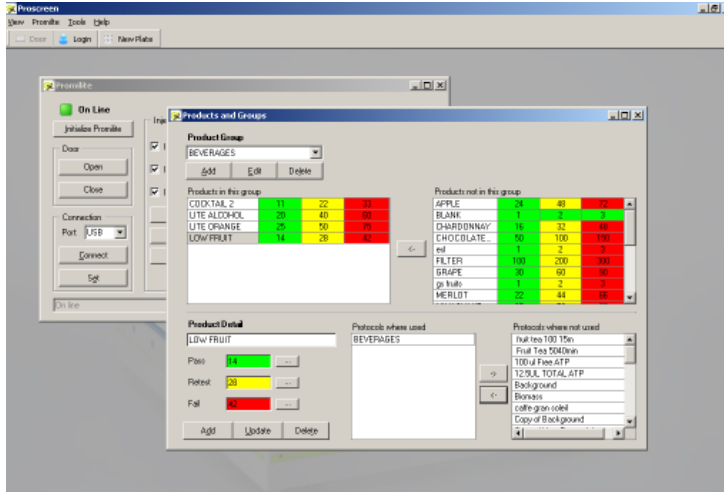 Proscreen
View Promilite Tools Help
Door Login New Plate
Promilite
On Line
Initialize Promilite
Door
Open
Close
Connection
Port USB
Connect
Set
On line
Products and Groups
Product Group
BEVERAGES
Add Edit Delete
Products in this group
COCKTAIL 2 11 22 33
LITE ALCOHOL 20 40 60
LITE ORANGE 25 50 75
LOW FRUIT 14 28 42
<-
Products not in this group
APPLE 24 48 72
BLANK 1 2 3
CHARDONNAY 16 32 48
CHOCOLATE... 50 100 150
1 2 3
FILTER 100 200 300
GRAPE 30 60 90
gs fruits 1 2 3
MERLOT 22 44 66
Product Detail
LOW FRUIT
Pass 14 ...
Retest 28 ...
Fail 42 ...
Add Update Delete
Protocols where used
BEVERAGES
->
<-
Protocols where not used
fruit tea 100 15m
Fruit Tea 5040min
100 ul Free ATP
12.5UL TOTAL ATP
Background
Biomass
caffe gran soleil
Copy of Background